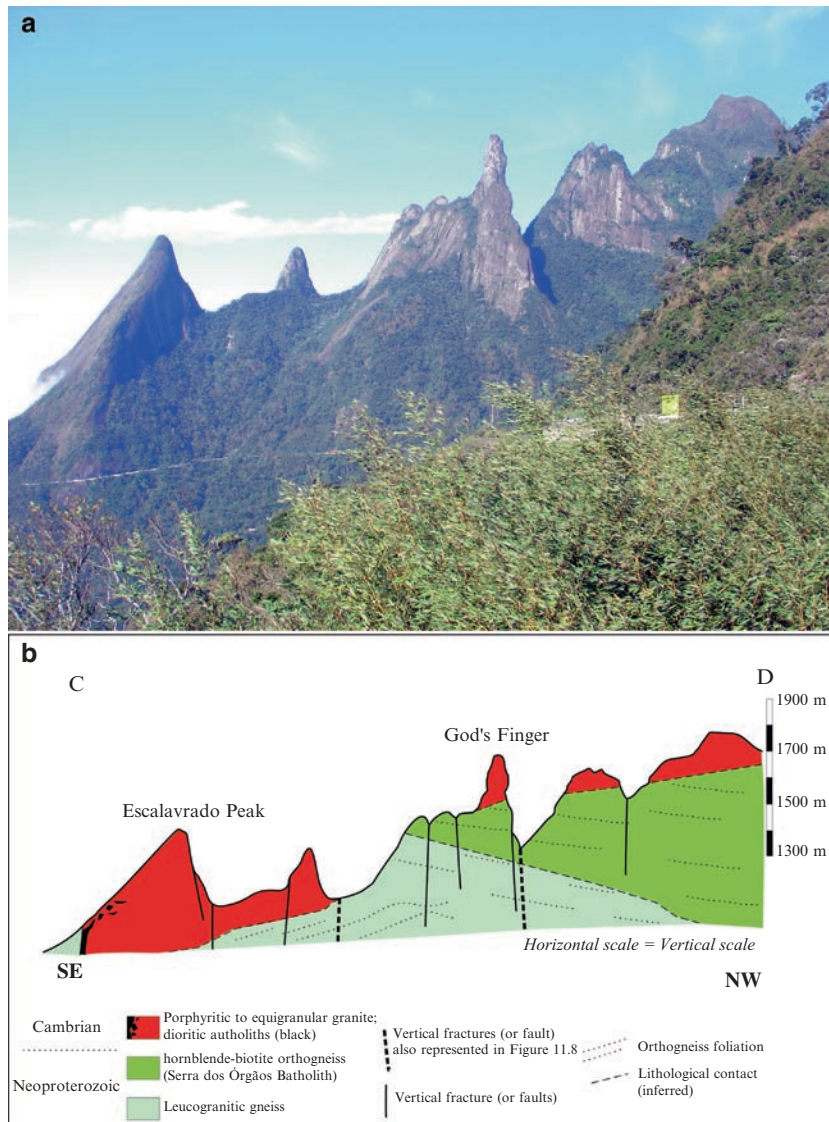 a
b
C
D
1900 m
God's Finger
1700 m
Escalavrado Peak
1500 m
1300 m
Horizontal scale = Vertical scale
SE
NW
Cambrian
Porphyritic to equigranular granite;
dioritic autholiths (black)
Neoproterozoic
hornblende-biotite orthogneiss
(Serra dos Órgãos Batholith)
Leucogranitic gneiss
Vertical fractures (or fault)
also represented in Figure 11.8
Vertical fracture (or faults)
Orthogneiss foliation
Lithological contact
(inferred)